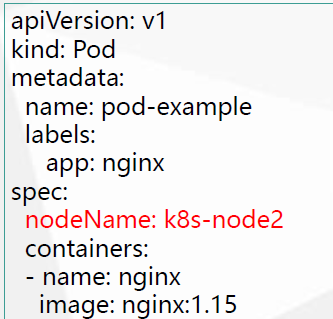 apiVersion: v1
kind: Pod
metadata:
  name: pod-example
  labels:
    app: nginx
spec:
  nodeName: k8s-node2
  containers:
  - name: nginx
    image: nginx:1.15